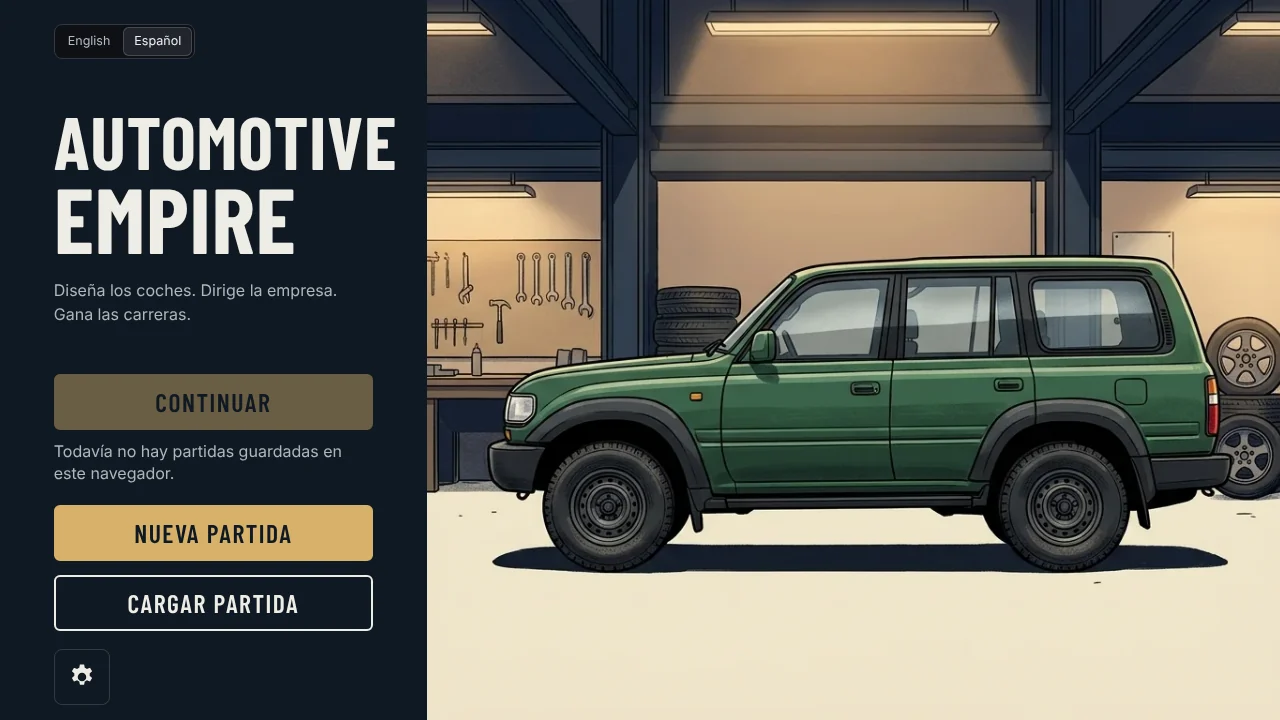 English
Español
AUTOMOTIVE
EMPIRE
Diseña los coches. Dirige la empresa.
Gana las carreras.
CONTINUAR
Todavía no hay partidas guardadas en
este navegador.
NUEVA PARTIDA
CARGAR PARTIDA